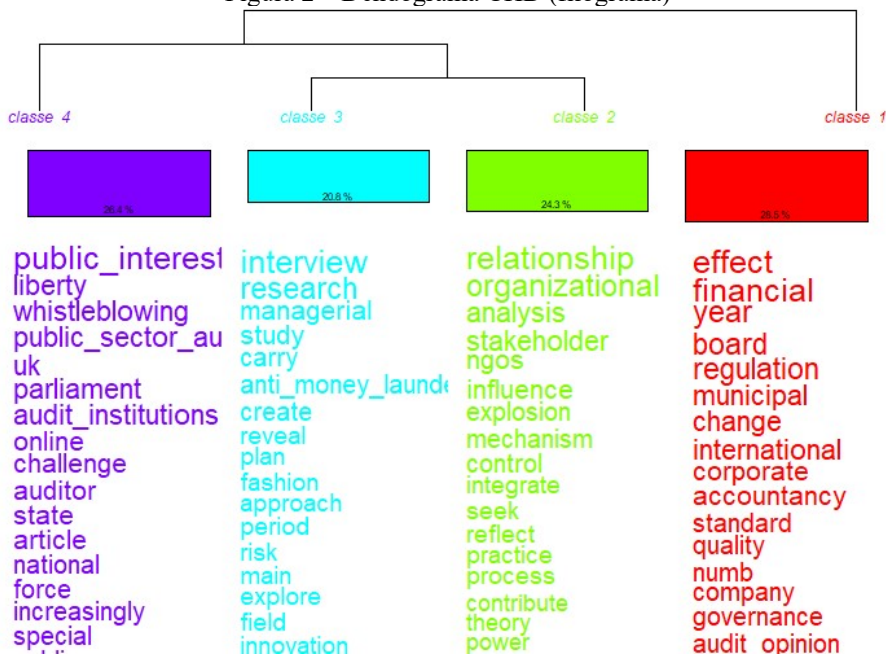 classe 4
classe 3
classe 2
classe 1
26.4 %
20.8 %
24.3 %
28.5 %
public_interest
liberty
whistleblowing
public_sector_au
uk
parliament
audit_institutions
online
challenge
auditor
state
article
national
force
increasingly
special
interview
research
managerial
study
carry
anti_money_launde
create
reveal
plan
fashion
approach
period
risk
main
explore
field
innovation
relationship
organizational
analysis
stakeholder
ngos
influence
explosion
mechanism
control
integrate
seek
reflect
practice
process
contribute
theory
power
effect
financial
year
board
regulation
municipal
change
international
corporate
accountancy
standard
quality
numb
company
governance
audit_opinion